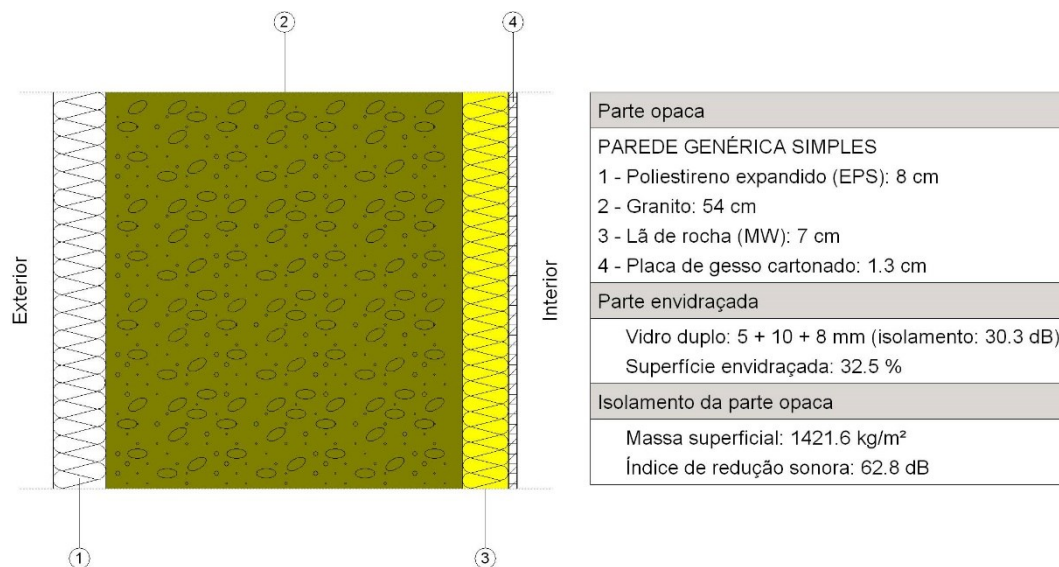 2
4
Exterior
Interior
1
3
Parte opaca
PAREDE GENÉRICA SIMPLES
1 - Poliestireno expandido (EPS): 8 cm
2 - Granito: 54 cm
3 - Lã de rocha (MW): 7 cm
4 - Placa de gesso cartonado: 1.3 cm
Parte envidraçada
Vidro duplo: 5 + 10 + 8 mm (isolamento: 30.3 dB)
Superfície envidraçada: 32.5 %
Isolamento da parte opaca
Massa superficial: 1421.6 kg/m²
Índice de redução sonora: 62.8 dB